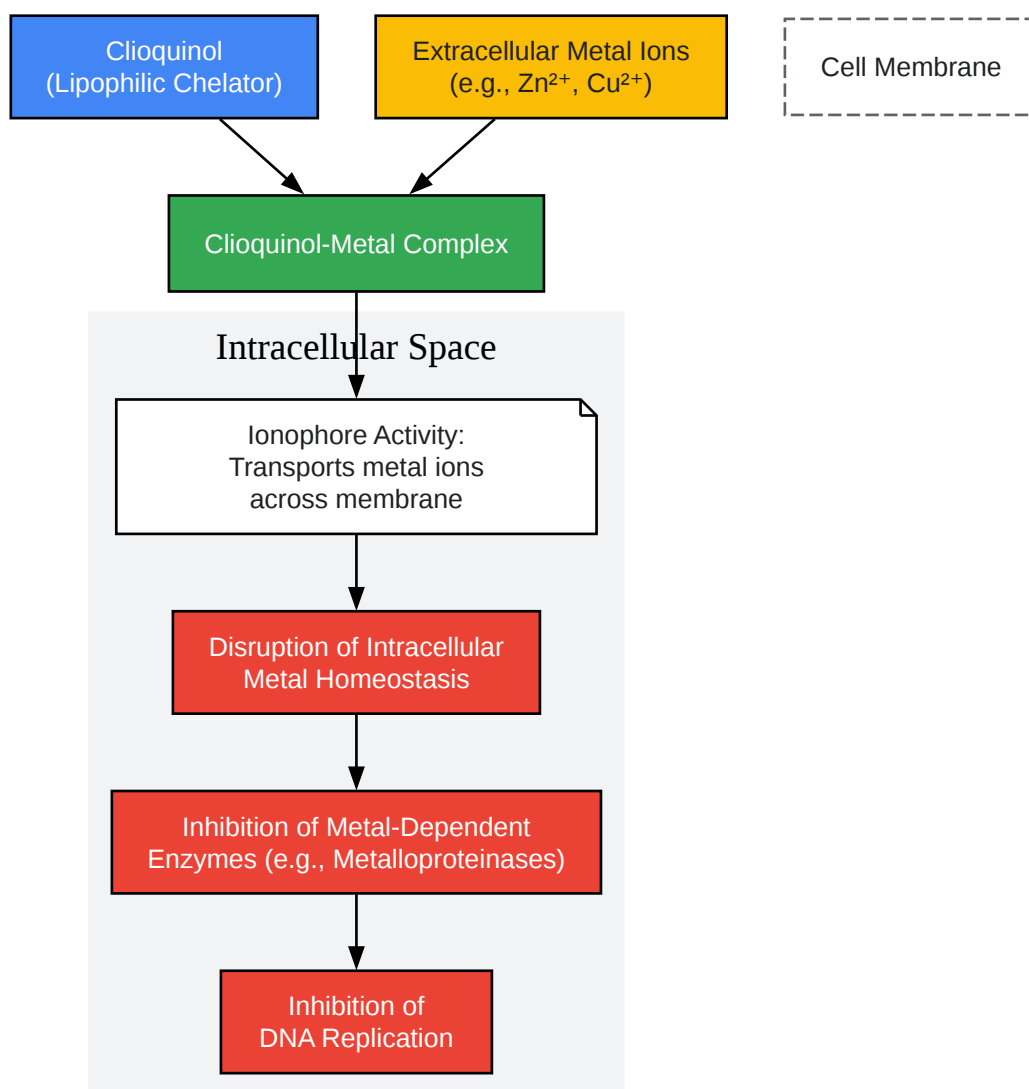 Clioquinol
(Lipophilic Chelator)
Extracellular Metal Ions
(e.g., Zn²⁺, Cu²⁺)
Cell Membrane
Clioquinol-Metal Complex
Intracellular Space
Ionophore Activity:
Transports metal ions
across membrane
Disruption of Intracellular
Metal Homeostasis
Inhibition of Metal-Dependent
Enzymes (e.g., Metalloproteinases)
Inhibition of
DNA Replication